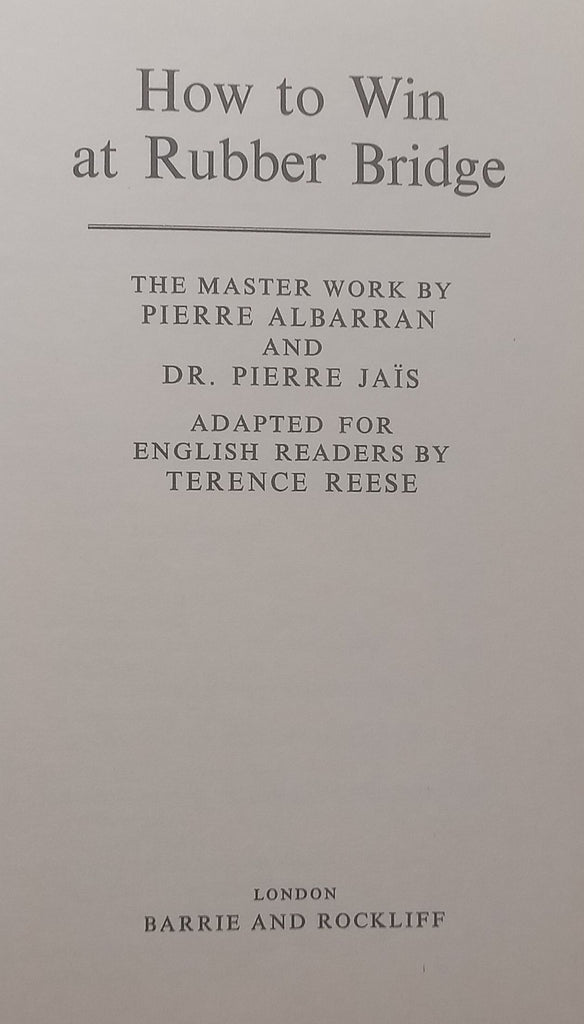 How to Win
at Rubber Bridge
THE MASTER WORK BY
PIERRE ALBARRAN
AND
DR. PIERRE JAÏS
ADAPTED FOR
ENGLISH READERS BY
TERENCE REESE
LONDON
BARRIE AND ROCKLIFF